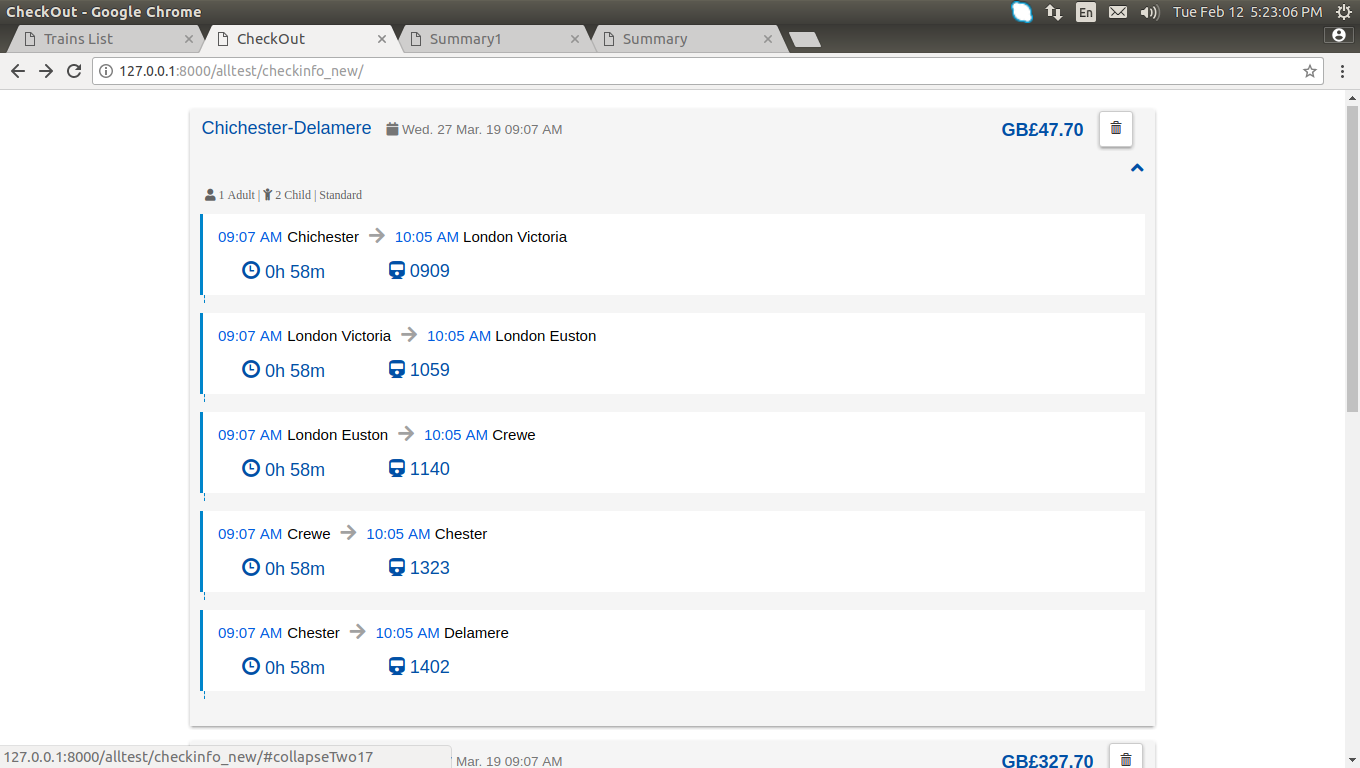 CheckOut - Google Chrome
En
Tue Feb 12 5:23:06 PM
Trains List
CheckOut
Summary1
Summary
127.0.0.1:8000/alltest/checkinfo_new/
Chichester-Delamere Wed. 27 Mar. 19 09:07 AM GB£47.70
1 Adult | 2 Child | Standard
09:07 AM Chichester 10:05 AM London Victoria
0h 58m 0909
09:07 AM London Victoria 10:05 AM London Euston
0h 58m 1059
09:07 AM London Euston 10:05 AM Crewe
0h 58m 1140
09:07 AM Crewe 10:05 AM Chester
0h 58m 1323
09:07 AM Chester 10:05 AM Delamere
0h 58m 1402
127.0.0.1:8000/alltest/checkinfo_new/#collapseTwo17
Mar. 19 09:07 AM GB£327.70